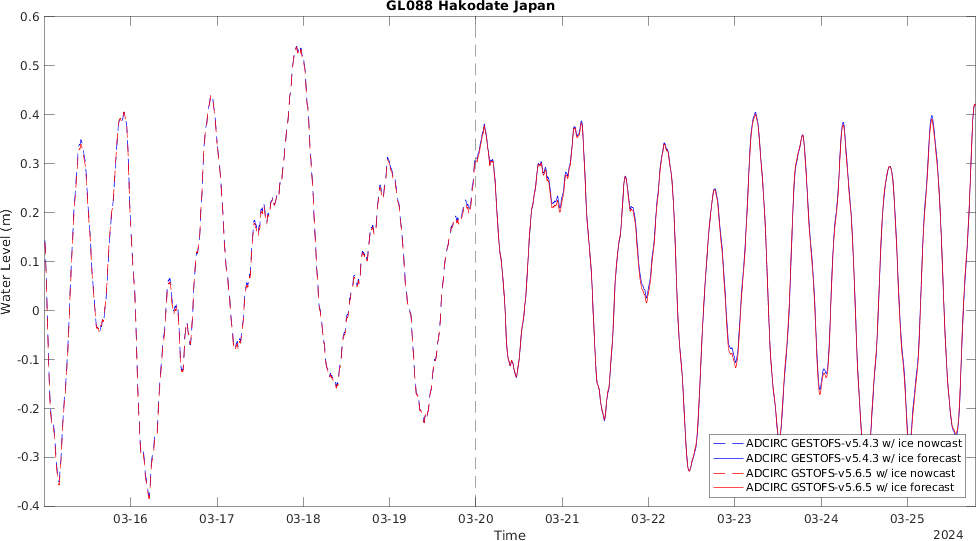 GL088 Hakodate Japan
0.6
0.5
0.4
0.3
0.2
0.1
0
-0.1
-0.2
-0.3
-0.4
Water Level (m)
ADCIRC GESTOFS-v5.4.3 w/ ice nowcast
ADCIRC GESTOFS-v5.4.3 w/ ice forecast
ADCIRC GSTOFS-v5.6.5 w/ ice nowcast
ADCIRC GSTOFS-v5.6.5 w/ ice forecast
03-16 03-17 03-18 03-19 03-20 03-21 03-22 03-23 03-24 03-25
Time
2024